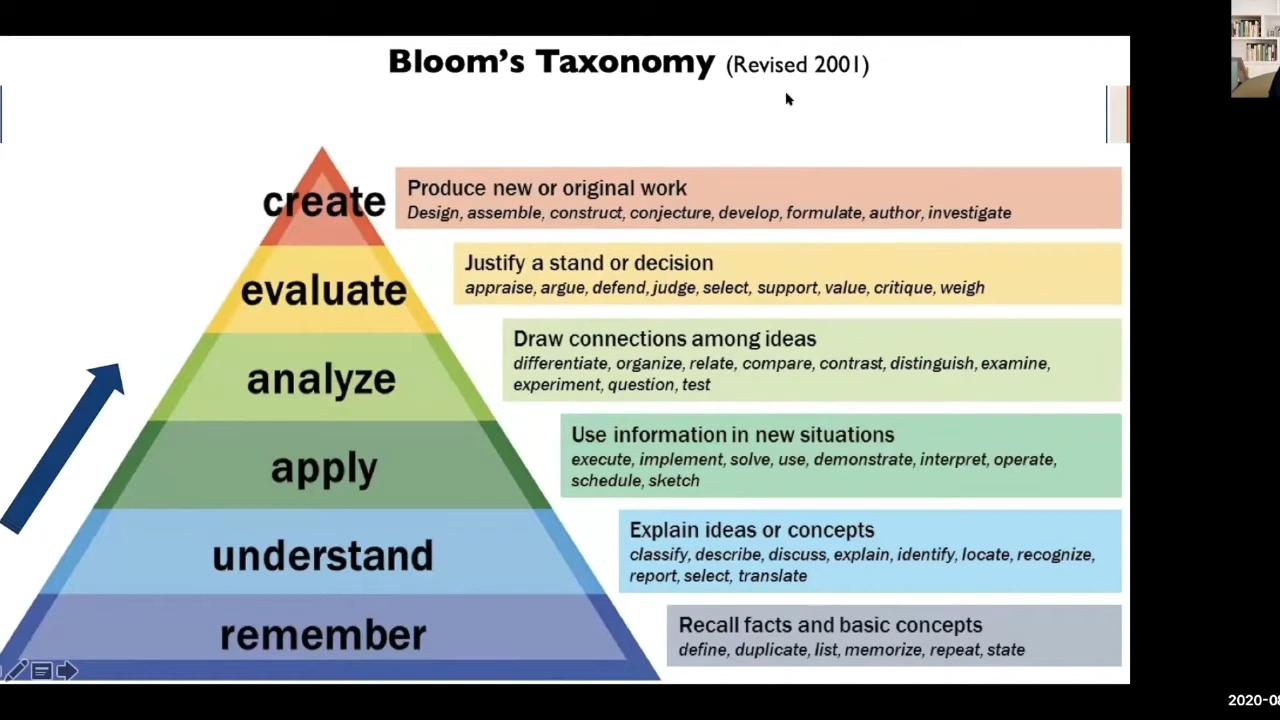 Bloom's Taxonomy (Revised 2001)
create
Produce new or original work
Design, assemble, construct, conjecture, develop, formulate, author, investigate
evaluate
Justify a stand or decision
appraise, argue, defend, judge, select, support, value, critique, weigh
analyze
Draw connections among ideas
differentiate, organize, relate, compare, contrast, distinguish, examine,
experiment, question, test
apply
Use information in new situations
execute, implement, solve, use, demonstrate, interpret, operate,
schedule, sketch
understand
Explain ideas or concepts
classify, describe, discuss, explain, identify, locate, recognize,
report, select, translate
remember
Recall facts and basic concepts
define, duplicate, list, memorize, repeat, state